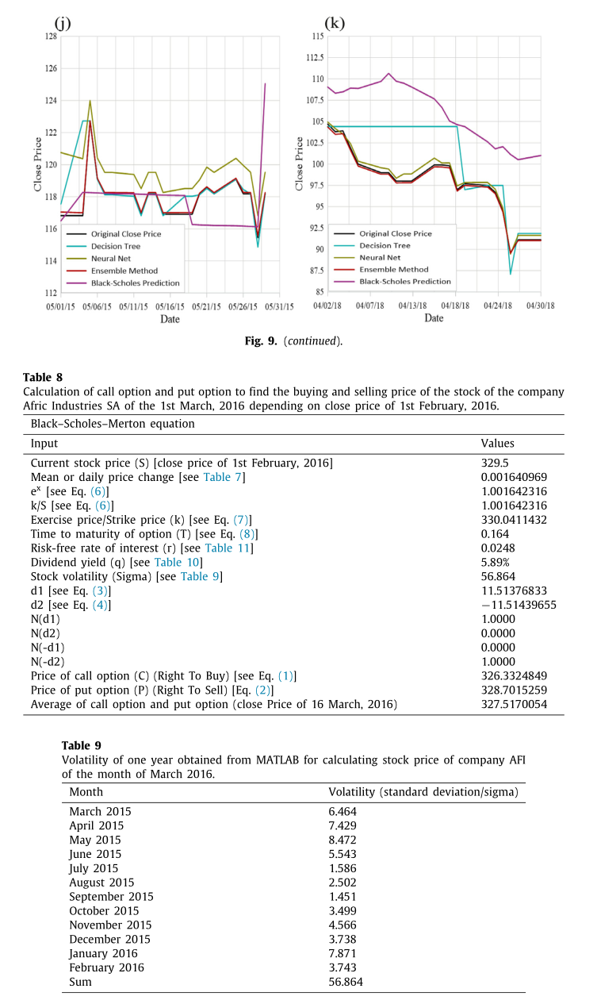 (j)
128
126
124
122
120
118
116
114
112
Close Price
Original Close Price
Decision Tree
Neural Net
Ensemble Method
Black-Scholes Prediction
05/01/15 05/06/15 05/11/15 05/16/15 05/21/15 05/26/15 05/31/15
Date
(k)
115
112.5
110
107.5
105
102.5
100
97.5
95
92.5
90
87.5
85
Close Price
Original Close Price
Decision Tree
Neural Net
Ensemble Method
Black-Scholes Prediction
04/02/18 04/07/18 04/13/18 04/18/18 04/24/18 04/30/18
Date
Fig. 9. (continued).
Table 8
Calculation of call option and put option to find the buying and selling price of the stock of the company
Afric Industries SA of the 1st March, 2016 depending on close price of 1st February, 2016.
Black–Scholes–Merton equation
Input Values
Current stock price (S) [close price of 1st February, 2016] 329.5
Mean or daily price change [see Table 7] 0.001640969
eˣ [see Eq. (6)] 1.001642316
k/S [see Eq. (6)] 1.001642316
Exercise price/Strike price (k) [see Eq. (7)] 330.0411432
Time to maturity of option (T) [see Eq. (8)] 0.164
Risk-free rate of interest (r) [see Table 11] 0.0248
Dividend yield (q) [see Table 10] 5.89%
Stock volatility (Sigma) [see Table 9] 56.864
d1 [see Eq. (3)] 11.51376833
d2 [see Eq. (4)] −11.51439655
N(d1) 1.0000
N(d2) 0.0000
N(-d1) 0.0000
N(-d2) 1.0000
Price of call option (C) (Right To Buy) [see Eq. (1)] 326.3324849
Price of put option (P) (Right To Sell) [Eq. (2)] 328.7015259
Average of call option and put option (close Price of 16 March, 2016) 327.5170054
Table 9
Volatility of one year obtained from MATLAB for calculating stock price of company AFI
of the month of March 2016.
Month Volatility (standard deviation/sigma)
March 2015 6.464
April 2015 7.429
May 2015 8.472
June 2015 5.543
July 2015 1.586
August 2015 2.502
September 2015 1.451
October 2015 3.499
November 2015 4.566
December 2015 3.738
January 2016 7.871
February 2016 3.743
Sum 56.864